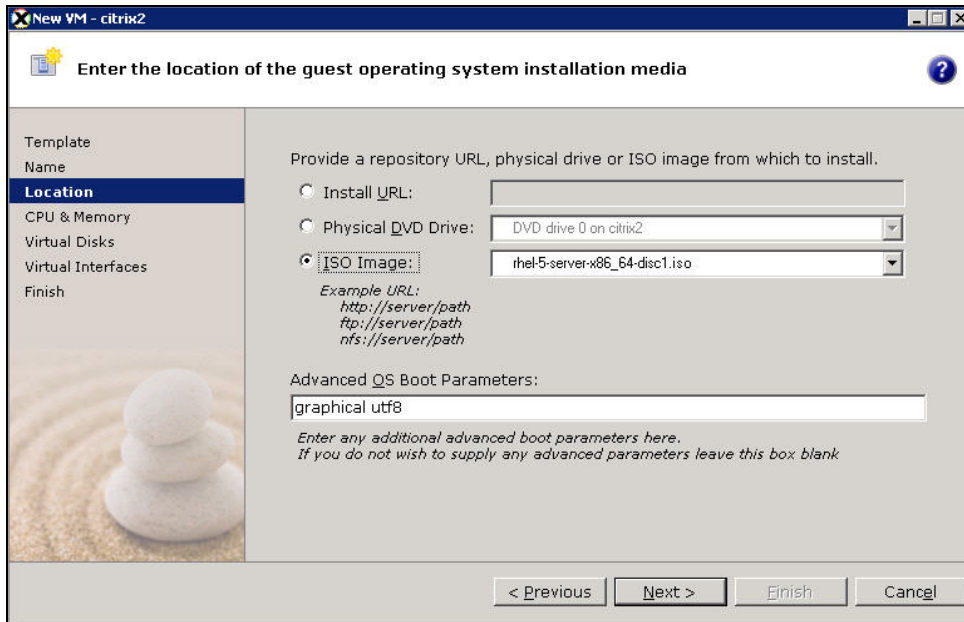 New VM - citrix2
Enter the location of the guest operating system installation media
?
Template
Name
Location
CPU & Memory
Virtual Disks
Virtual Interfaces
Finish
Provide a repository URL, physical drive or ISO image from which to install.
Install URL:
Physical DVD Drive: DVD drive 0 on citrix2
ISO Image: rhel-5-server-x86_64-disc1.iso
Example URL:
http://server/path
ftp://server/path
nfs://server/path
Advanced OS Boot Parameters:
graphical utf8
Enter any additional advanced boot parameters here.
If you do not wish to supply any advanced parameters leave this box blank
< Previous Next > Finish Cancel